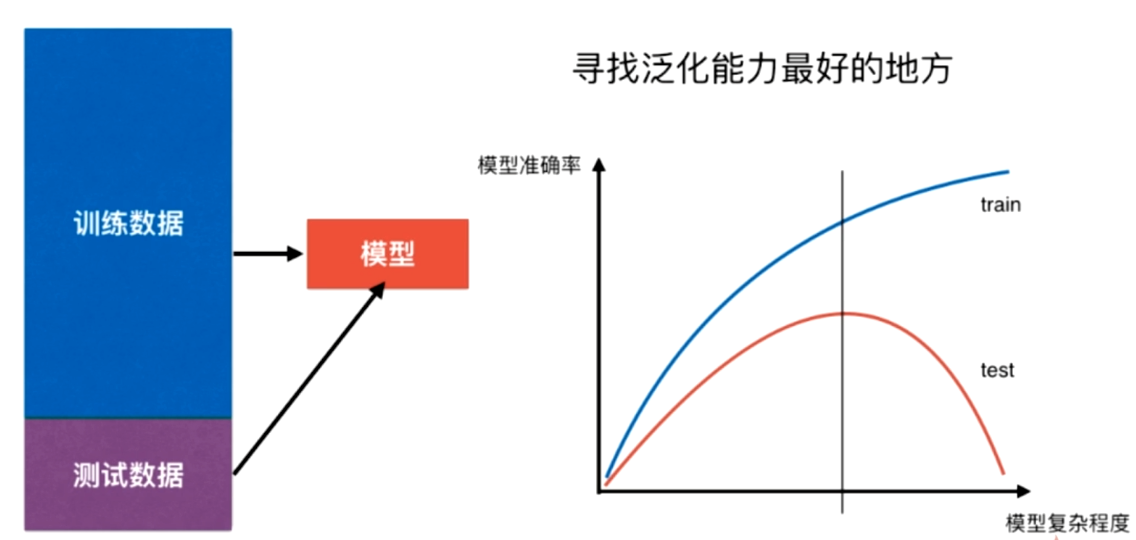 训练数据
测试数据
模型
寻找泛化能力最好的地方
模型准确率
train
test
模型复杂程度